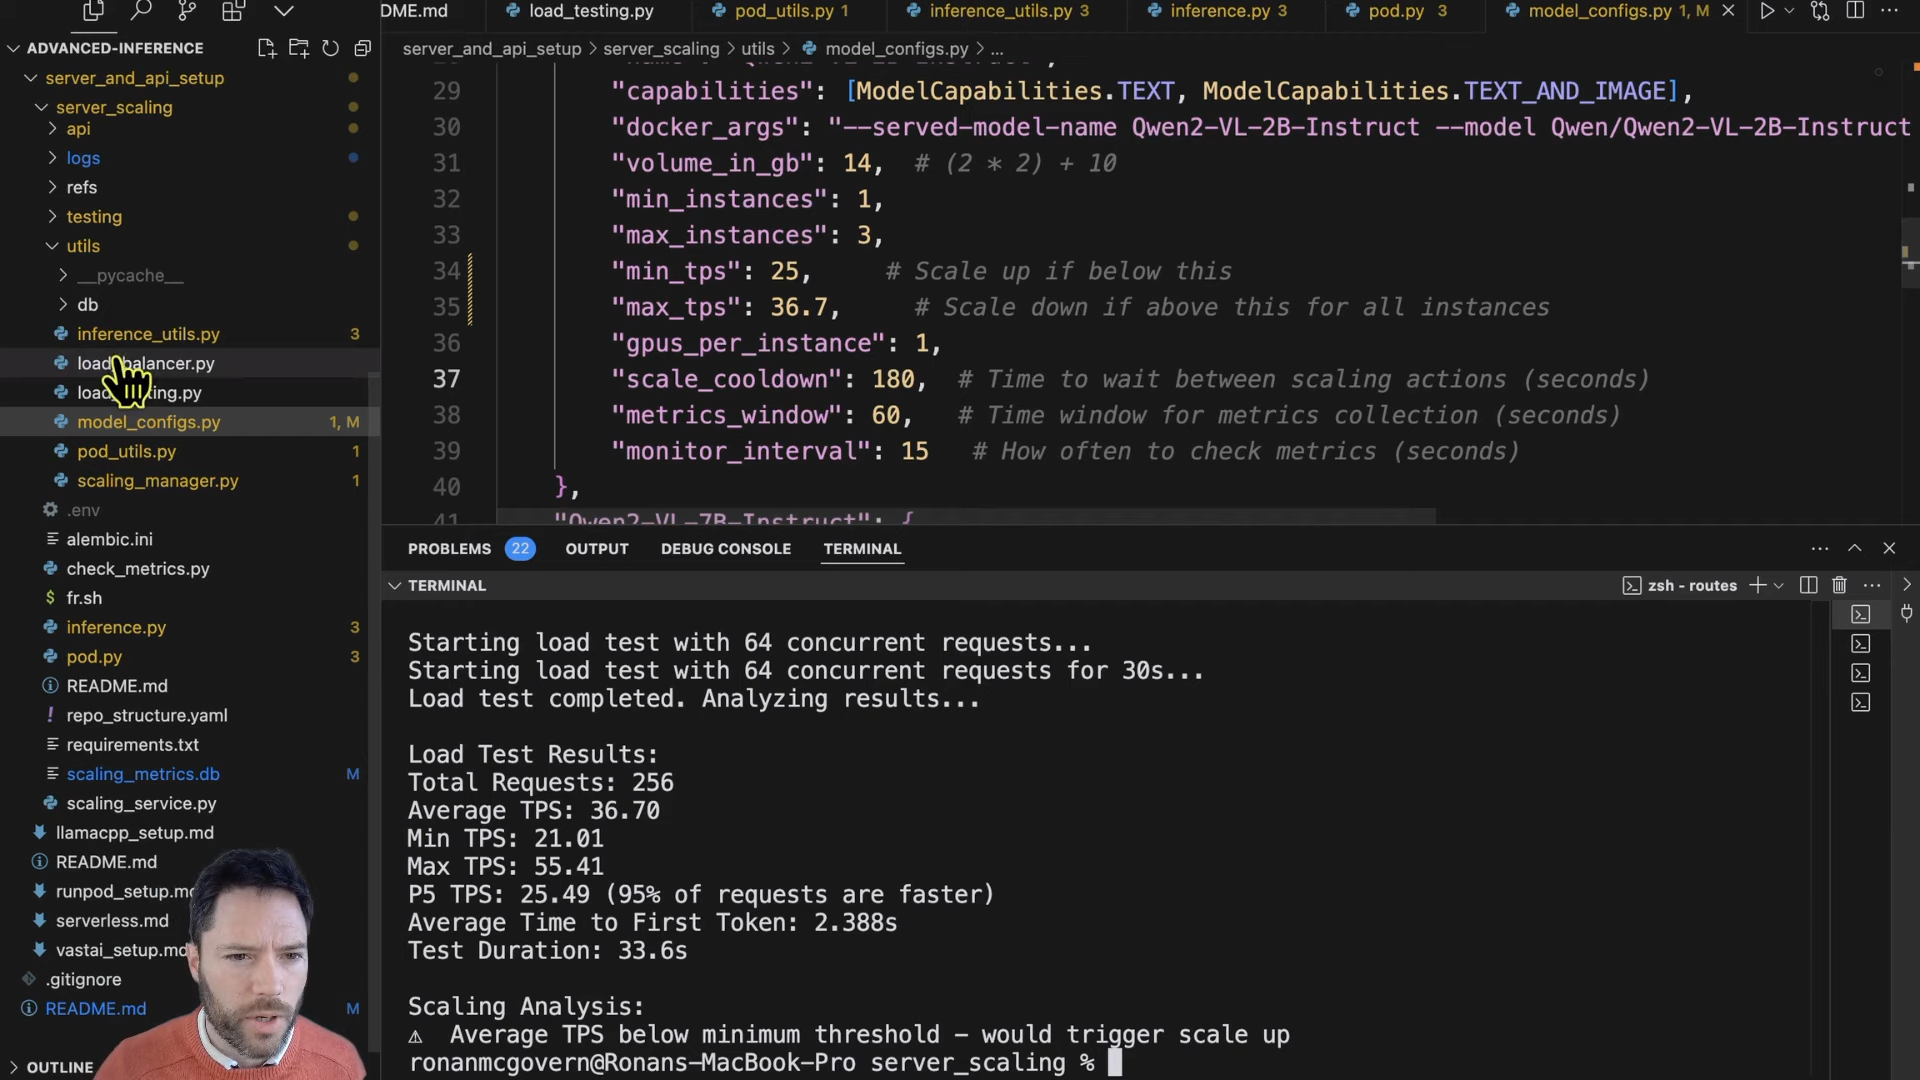 DME.md
load_testing.py
pod_utils.py 1
inference_utils.py 3
inference.py 3
pod.py 3
model_configs.py 1, M
ADVANCED-INFERENCE
server_and_api_setup
server_scaling
api
logs
refs
testing
utils
__pycache__
db
inference_utils.py 3
model_configs.py 1, M
pod_utils.py 1
scaling_manager.py 1
.env
alembic.ini
check_metrics.py
$ fr.sh
inference.py 3
pod.py 3
README.md
! repo_structure.yaml
requirements.txt
scaling_metrics.db M
scaling_service.py
llamacpp_setup.md
README.md
serverless.md
.gitignore
README.md M
OUTLINE
server_and_api_setup > server_scaling > utils > model_configs.py > ...
29 "capabilities": [ModelCapabilities.TEXT, ModelCapabilities.TEXT_AND_IMAGE],
30 "docker_args": "--served-model-name Qwen2-VL-2B-Instruct --model Qwen/Qwen2-VL-2B-Instruct
31 "volume_in_gb": 14, # (2 * 2) + 10
32 "min_instances": 1,
33 "max_instances": 3,
34 "min_tps": 25, # Scale up if below this
35 "max_tps": 36.7, # Scale down if above this for all instances
36 "gpus_per_instance": 1,
37 "scale_cooldown": 180, # Time to wait between scaling actions (seconds)
38 "metrics_window": 60, # Time window for metrics collection (seconds)
39 "monitor_interval": 15 # How often to check metrics (seconds)
40 },
41 "Qwen2-VL-7B-Instruct": {
PROBLEMS 22 OUTPUT DEBUG CONSOLE TERMINAL
TERMINAL
zsh - routes
Starting load test with 64 concurrent requests...
Starting load test with 64 concurrent requests for 30s...
Load test completed. Analyzing results...
Load Test Results:
Total Requests: 256
Average TPS: 36.70
Min TPS: 21.01
Max TPS: 55.41
P5 TPS: 25.49 (95% of requests are faster)
Average Time to First Token: 2.388s
Test Duration: 33.6s
Scaling Analysis:
⚠ Average TPS below minimum threshold - would trigger scale up
ronanmcgovern@Ronans-MacBook-Pro server_scaling %